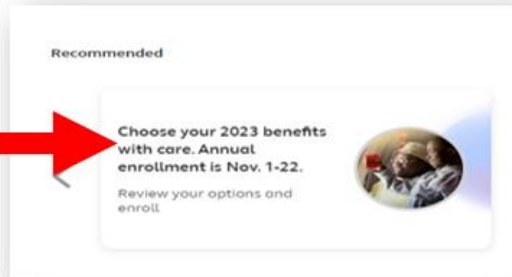 Recommended
Choose your 2023 benefits
with care. Annual
enrollment is Nov. 1-22.
Review your options and
enroll